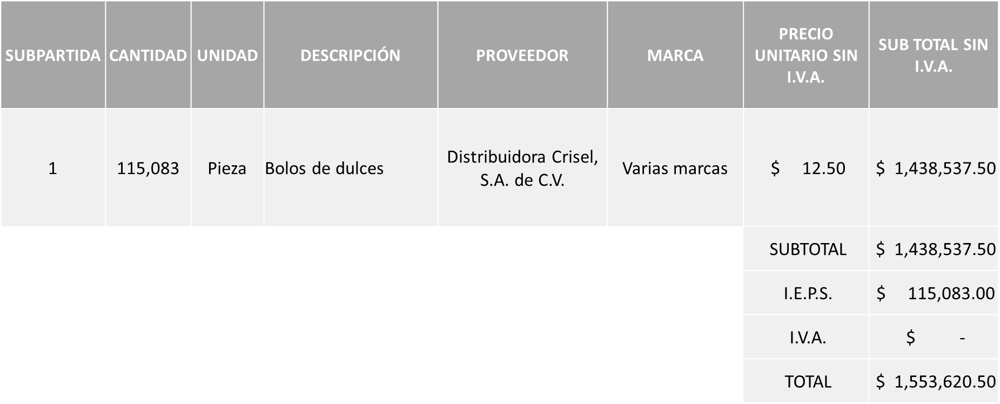 SUBPARTIDA CANTIDAD UNIDAD DESCRIPCIÓN PROVEEDOR MARCA PRECIO UNITARIO SIN I.V.A. SUB TOTAL SIN I.V.A.
1 115,083 Pieza Bolos de dulces Distribuidora Crisel, S.A. de C.V. Varias marcas $ 12.50 $ 1,438,537.50
SUBTOTAL $ 1,438,537.50
I.E.P.S. $ 115,083.00
I.V.A. $ -
TOTAL $ 1,553,620.50